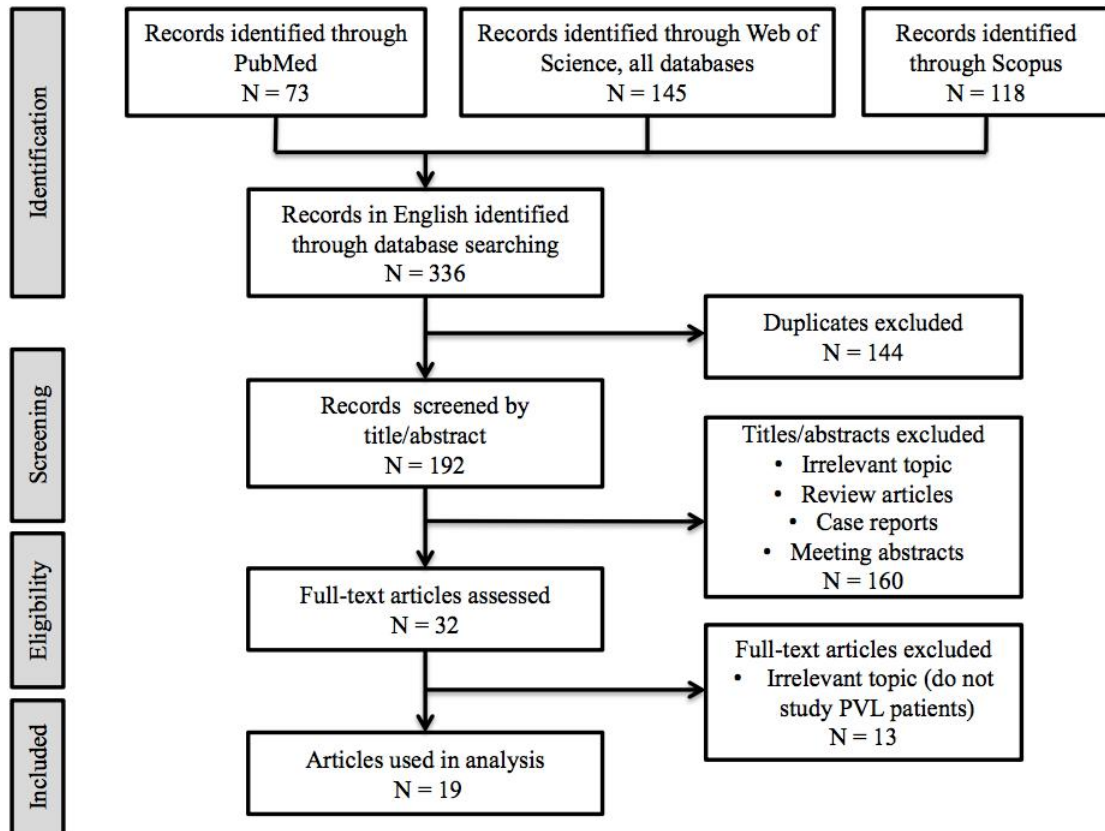 Identification
Records identified through
PubMed
N = 73
Records identified through Web of
Science, all databases
N = 145
Records identified
through Scopus
N = 118
Records in English identified
through database searching
N = 336
Duplicates excluded
N = 144
Screening
Records screened by
title/abstract
N = 192
Titles/abstracts excluded
• Irrelevant topic
• Review articles
• Case reports
• Meeting abstracts
N = 160
Eligibility
Full-text articles assessed
N = 32
Full-text articles excluded
• Irrelevant topic (do not
study PVL patients)
N = 13
Included
Articles used in analysis
N = 19